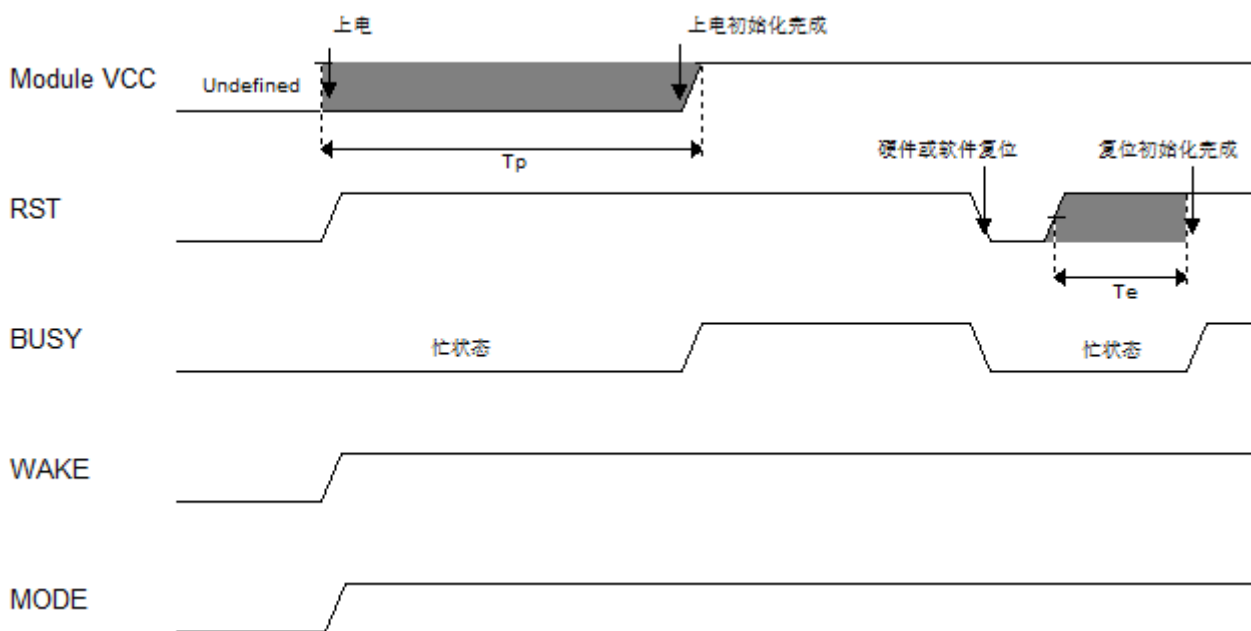 上电
上电初始化完成
Module VCC
Undefined
Tp
硬件或软件复位
复位初始化完成
RST
Te
BUSY
忙状态
忙状态
WAKE
MODE